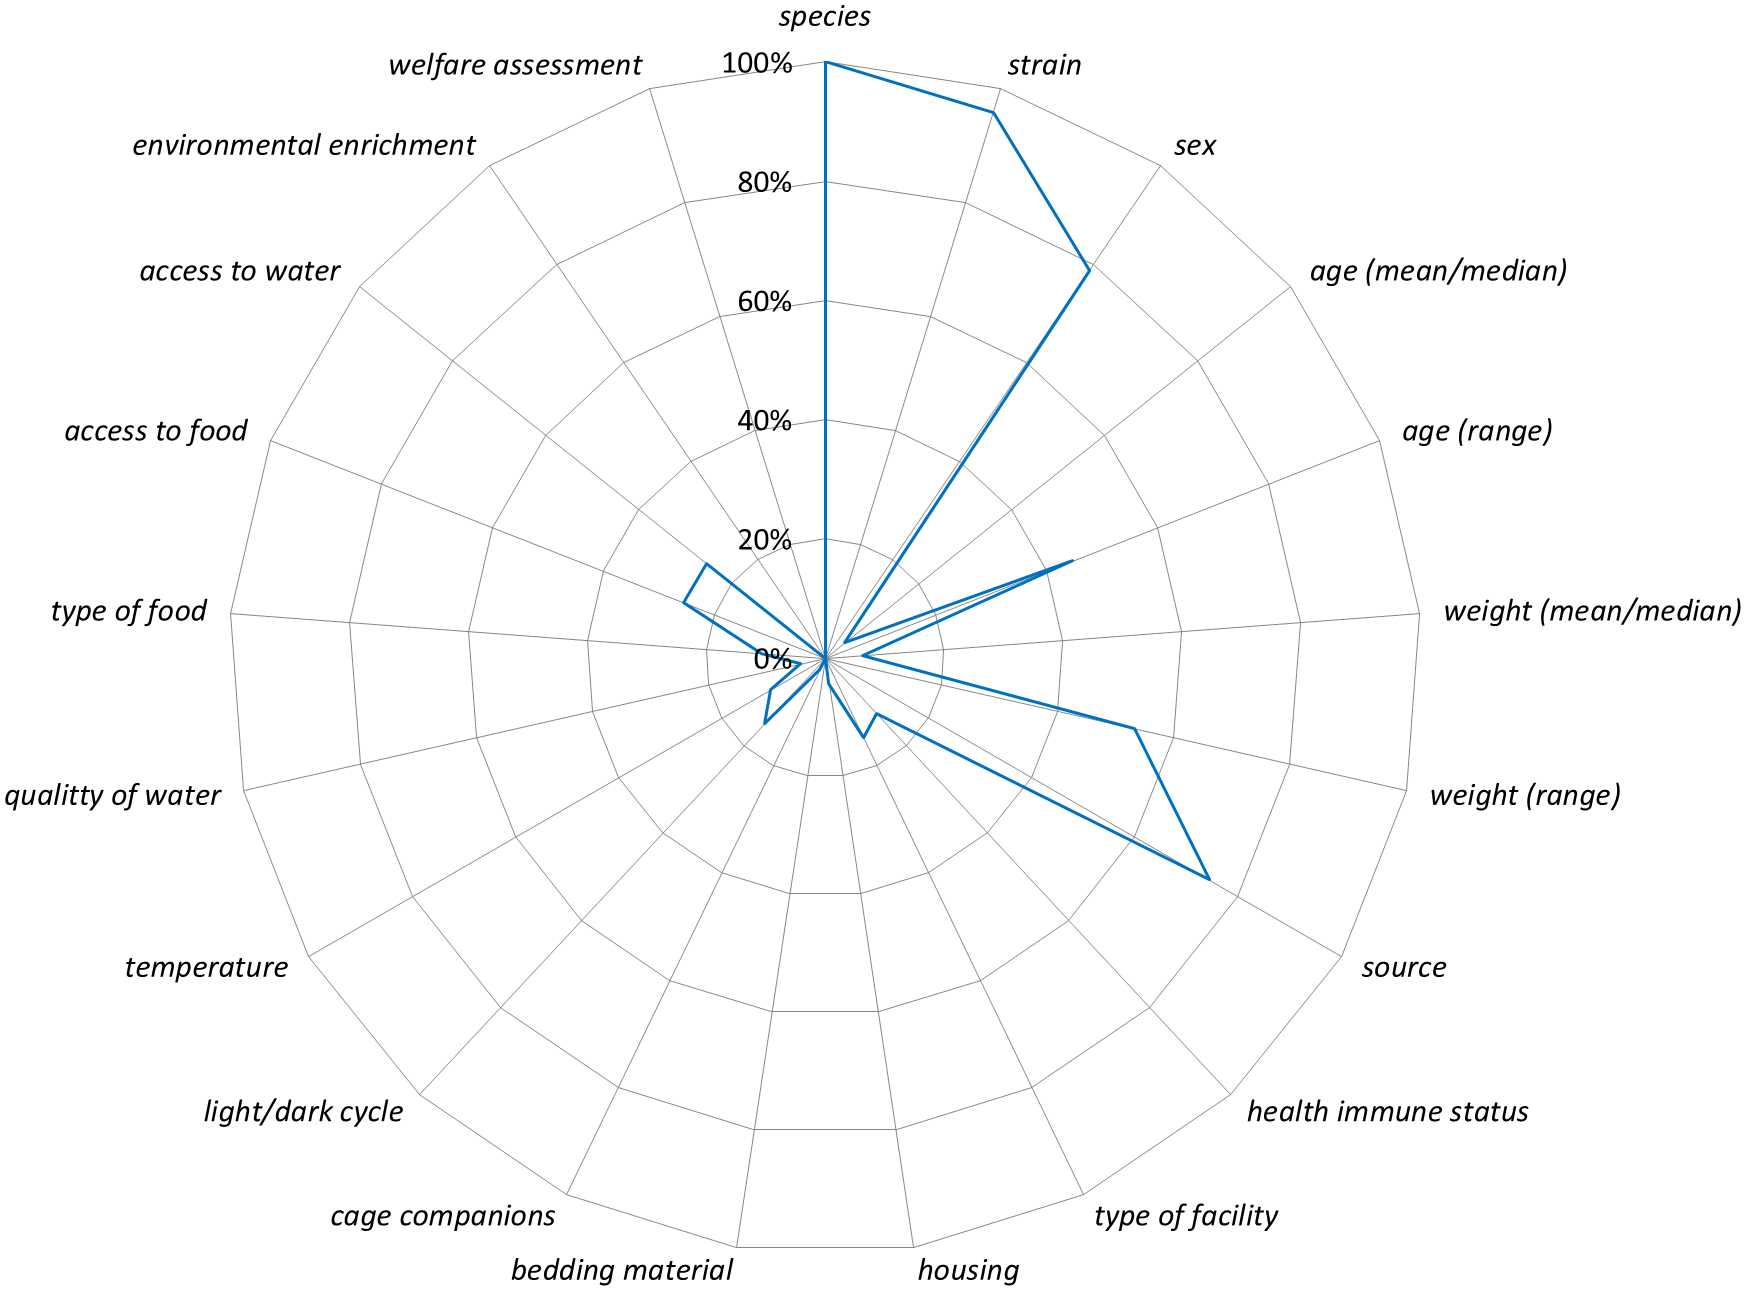 species
welfare assessment
100%
strain
environmental enrichment
sex
80%
access to water
age (mean/median)
60%
access to food
40%
age (range)
20%
type of food
weight (mean/median)
0%
qualitty of water
weight (range)
temperature
source
light/dark cycle
health immune status
cage companions
type of facility
bedding material
housing